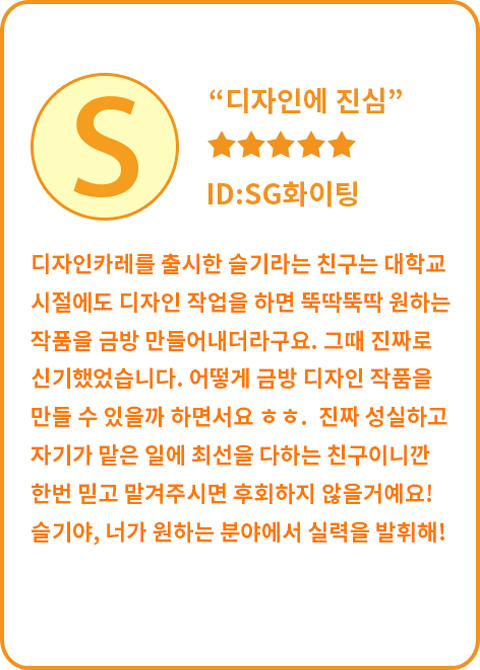 S
“디자인에 진심”
★★★★★
ID:SG화이팅
디자인카레를 출시한 슬기라는 친구는 대학교
시절에도 디자인 작업을 하면 뚝딱뚝딱 원하는
작품을 금방 만들어내더라구요. 그때 진짜로
신기했었습니다. 어떻게 금방 디자인 작품을
만들 수 있을까 하면서요 ㅎㅎ.  진짜 성실하고
자기가 맡은 일에 최선을 다하는 친구이니깐
한번 믿고 맡겨주시면 후회하지 않을거예요!
슬기야, 너가 원하는 분야에서 실력을 발휘해!